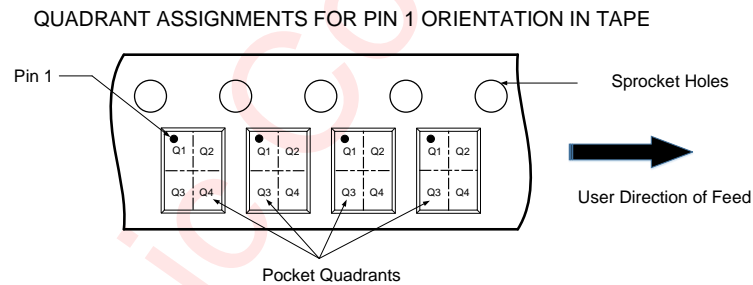 QUADRANT ASSIGNMENTS FOR PIN 1 ORIENTATION IN TAPE
Pin 1
Sprocket Holes
Q1 Q2 Q1 Q2 Q1 Q2 Q1 Q2
Q3 Q4 Q3 Q4 Q3 Q4 Q3 Q4
User Direction of Feed
Pocket Quadrants